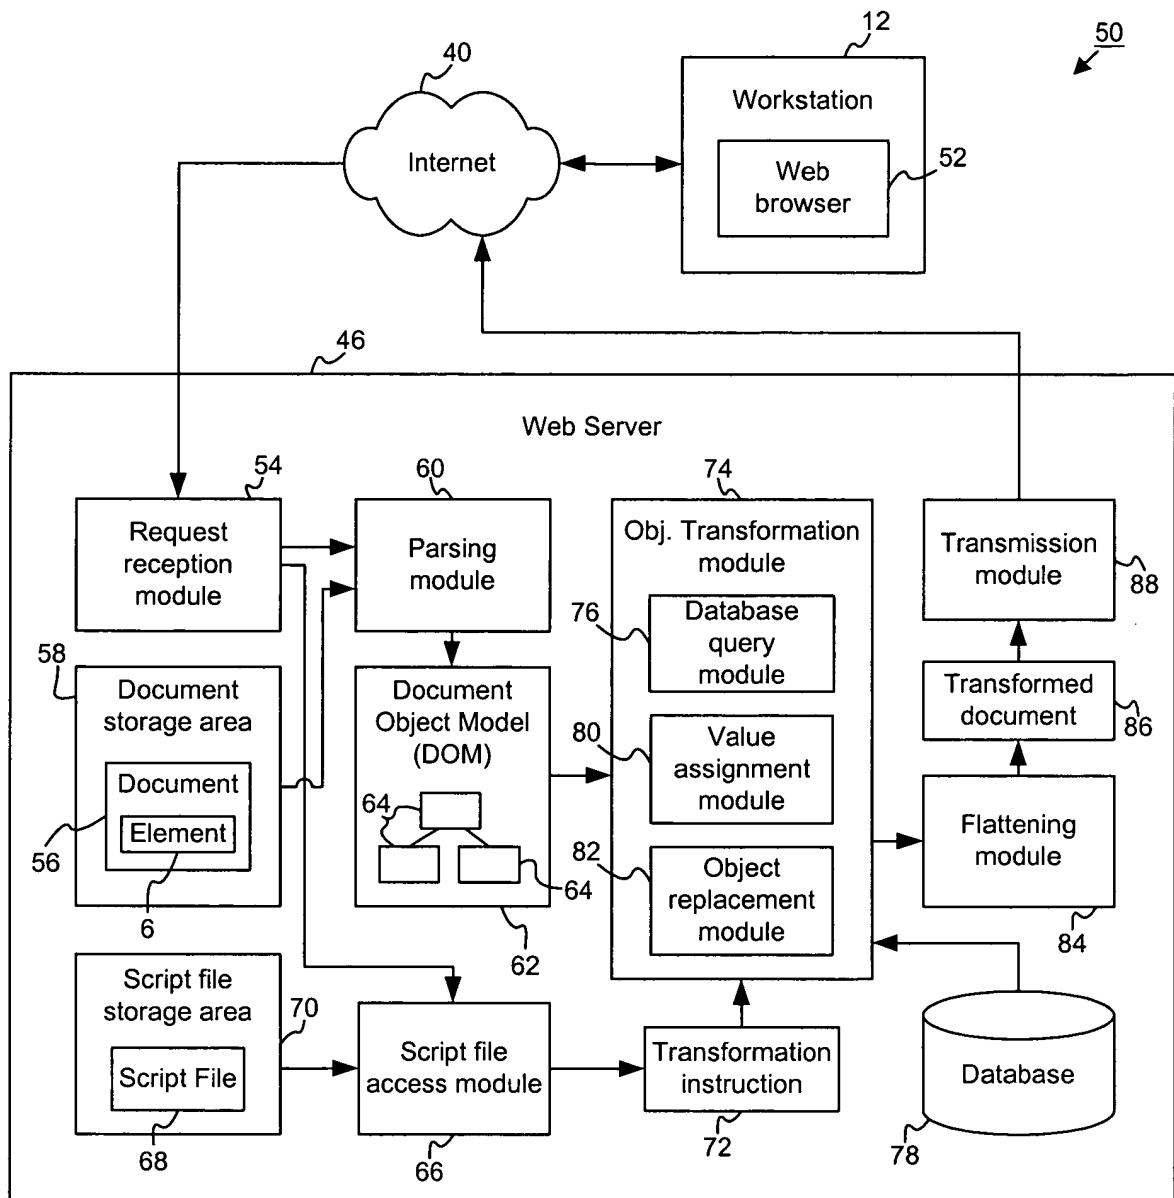 50
12
40
Workstation
Internet
Web
browser
52
46
Web Server
54
60
74
Request
reception
module
Parsing
module
Obj. Transformation
module
Transmission
module
88
76
Database
query
module
58
Document
storage area
Document
Element
56
6
Document
Object Model
(DOM)
64
64
62
80
Value
assignment
module
Transformed
document
86
82
Object
replacement
module
Flattening
module
84
Script file
storage area
70
Script File
68
Script file
access module
66
Transformation
instruction
72
Database
78